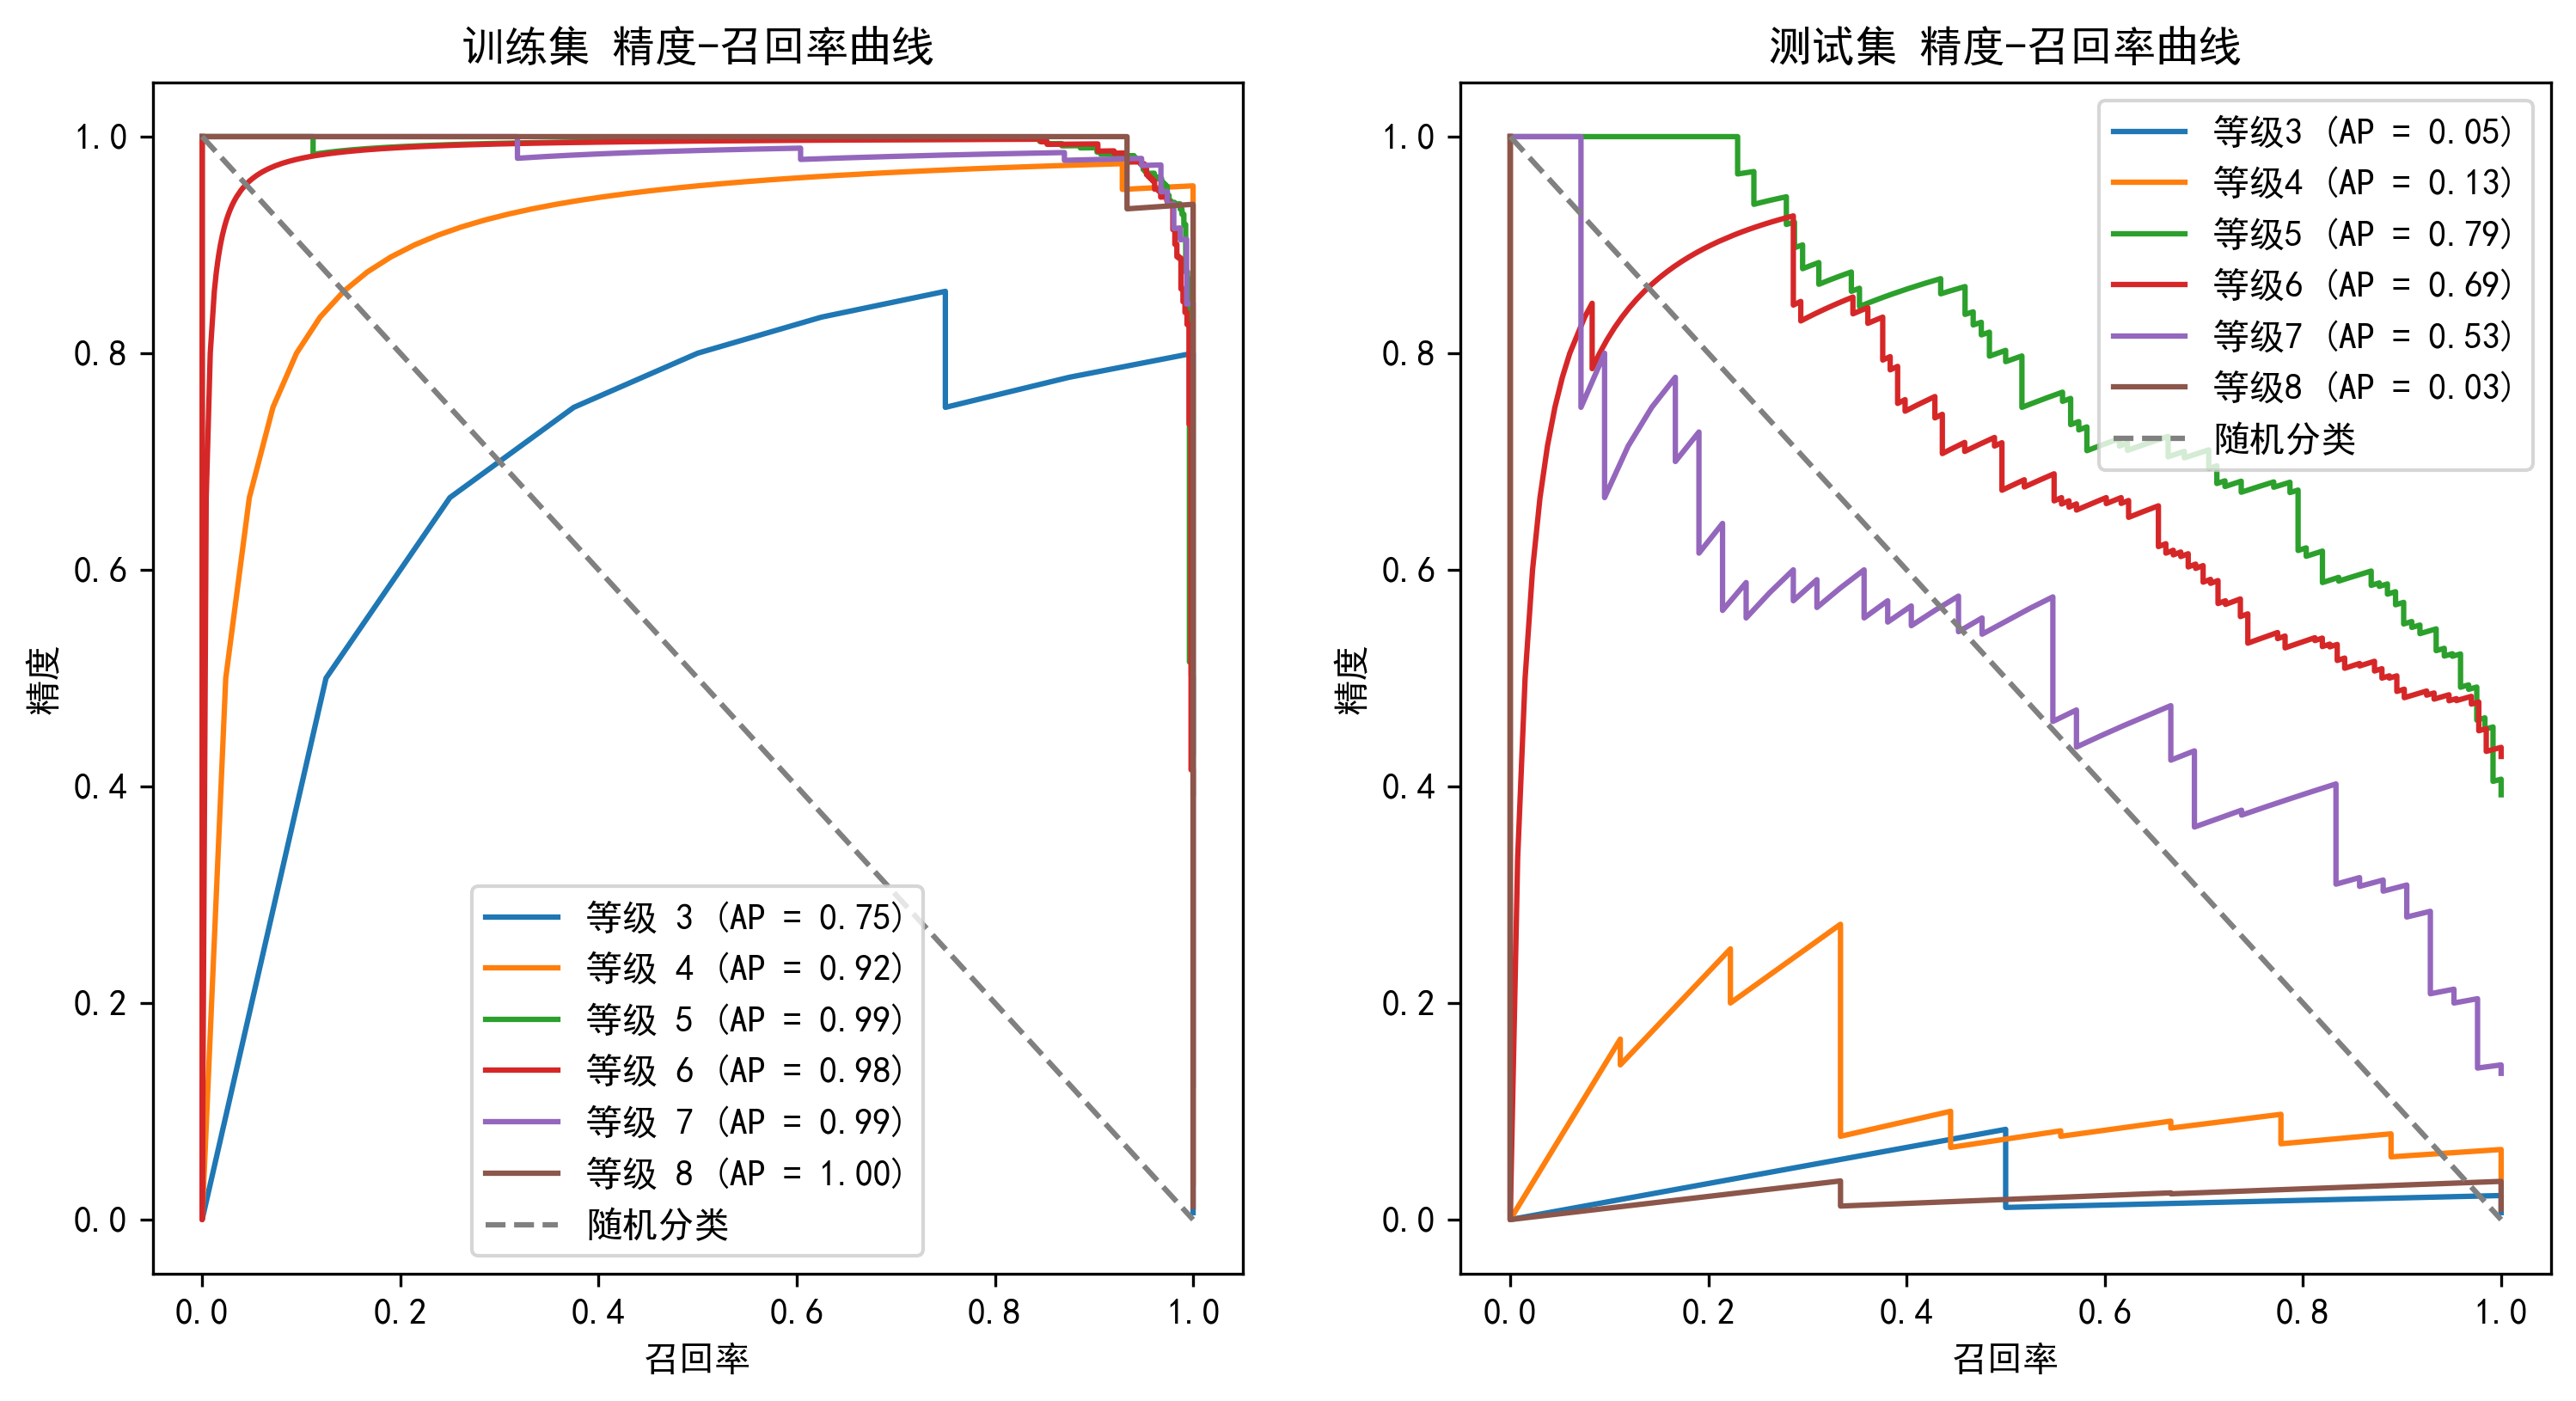 训练集 精度-召回率曲线
精度
1.0
0.8
0.6
0.4
0.2
0.0
等级 3 (AP = 0.75)
等级 4 (AP = 0.92)
等级 5 (AP = 0.99)
等级 6 (AP = 0.98)
等级 7 (AP = 0.99)
等级 8 (AP = 1.00)
随机分类
0.0 0.2 0.4 0.6 0.8 1.0
召回率
测试集 精度-召回率曲线
精度
1.0
0.8
0.6
0.4
0.2
0.0
等级3 (AP = 0.05)
等级4 (AP = 0.13)
等级5 (AP = 0.79)
等级6 (AP = 0.69)
等级7 (AP = 0.53)
等级8 (AP = 0.03)
随机分类
0.0 0.2 0.4 0.6 0.8 1.0
召回率